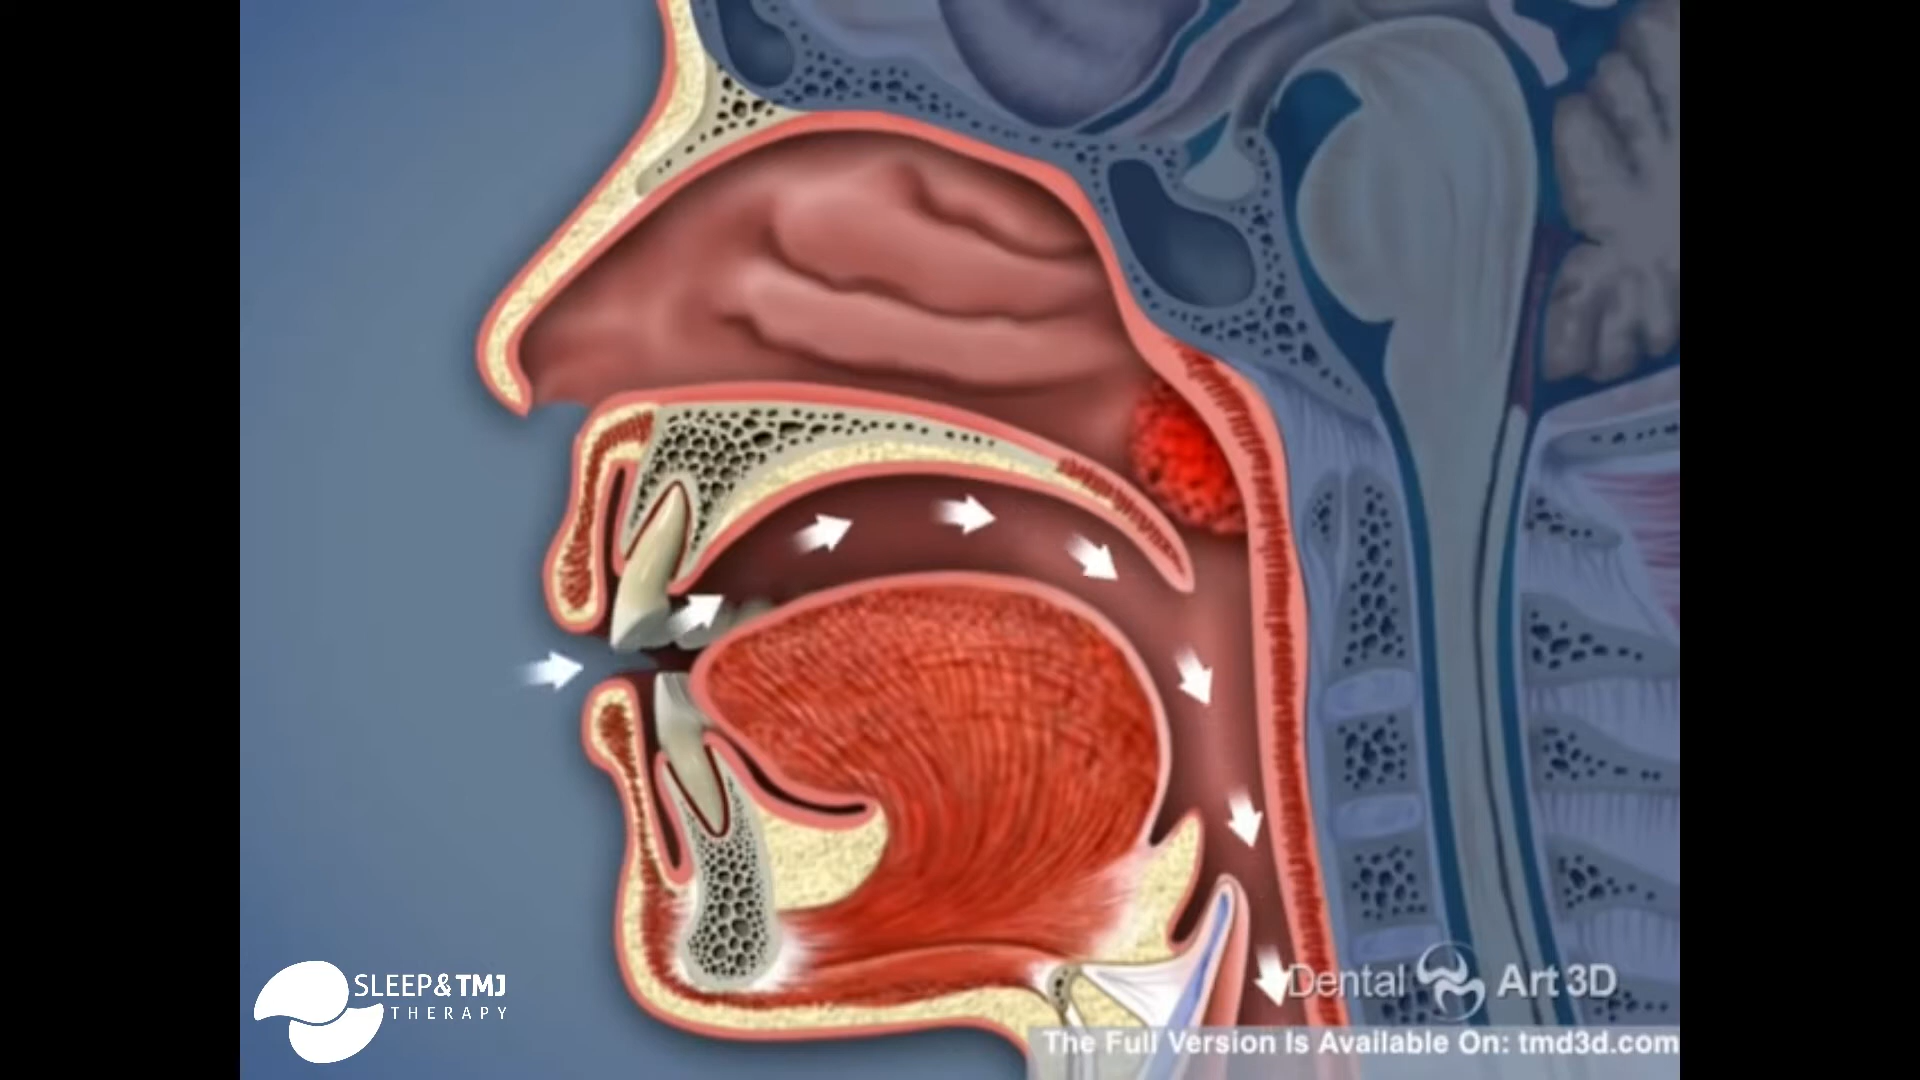 SLEEP&TMJ
THERAPY
Dental Art 3D
The Full Version Is Available On: tmd3d.com